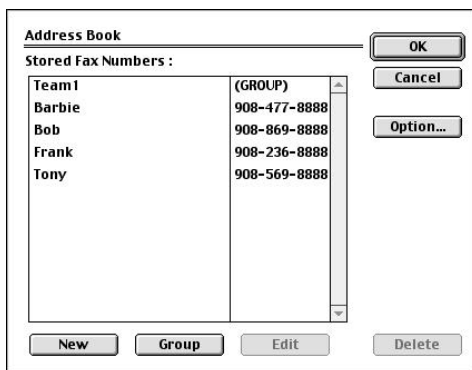 Address Book
OK
Stored Fax Numbers :
Cancel
Team1 (GROUP)
Barbie 908-477-8888
Bob 908-869-8888
Option...
Frank 908-236-8888
Tony 908-569-8888
New Group Edit Delete